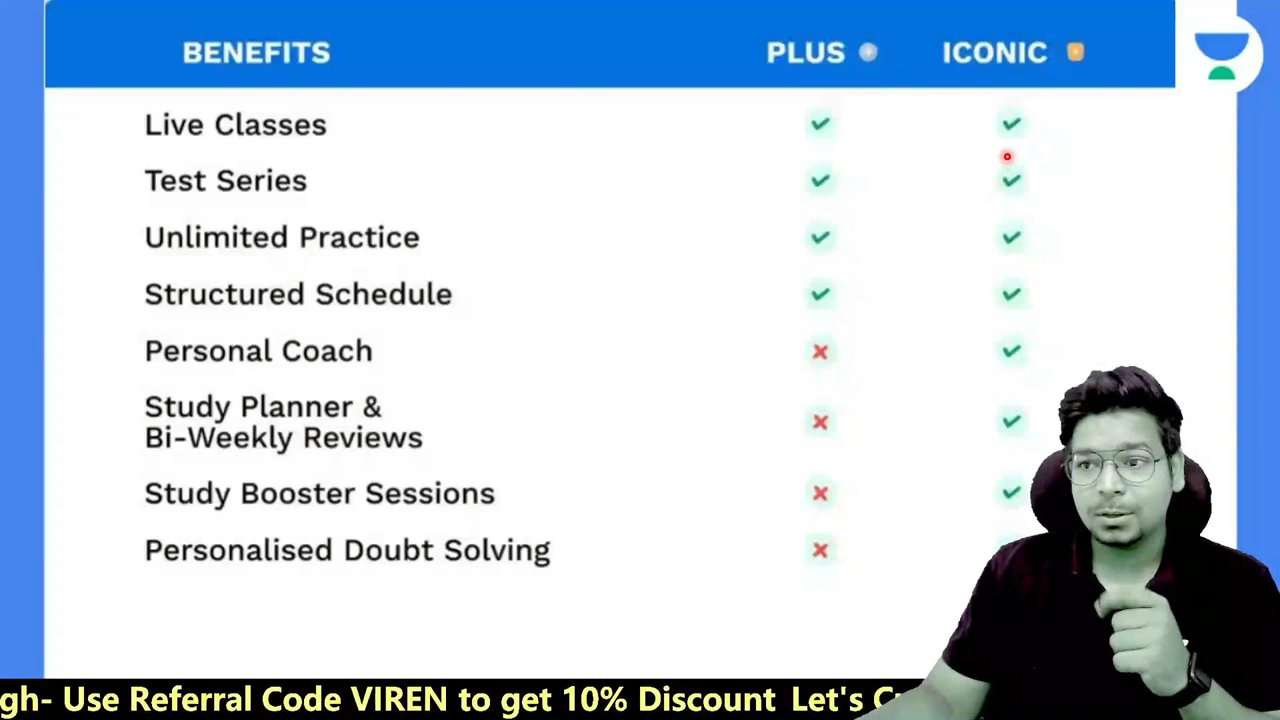 BENEFITS PLUS ICONIC
Live Classes
Test Series
Unlimited Practice
Structured Schedule
Personal Coach
Study Planner &
Bi-Weekly Reviews
Study Booster Sessions
Personalised Doubt Solving
Use Referral Code VIREN to get 10% Discount Let's